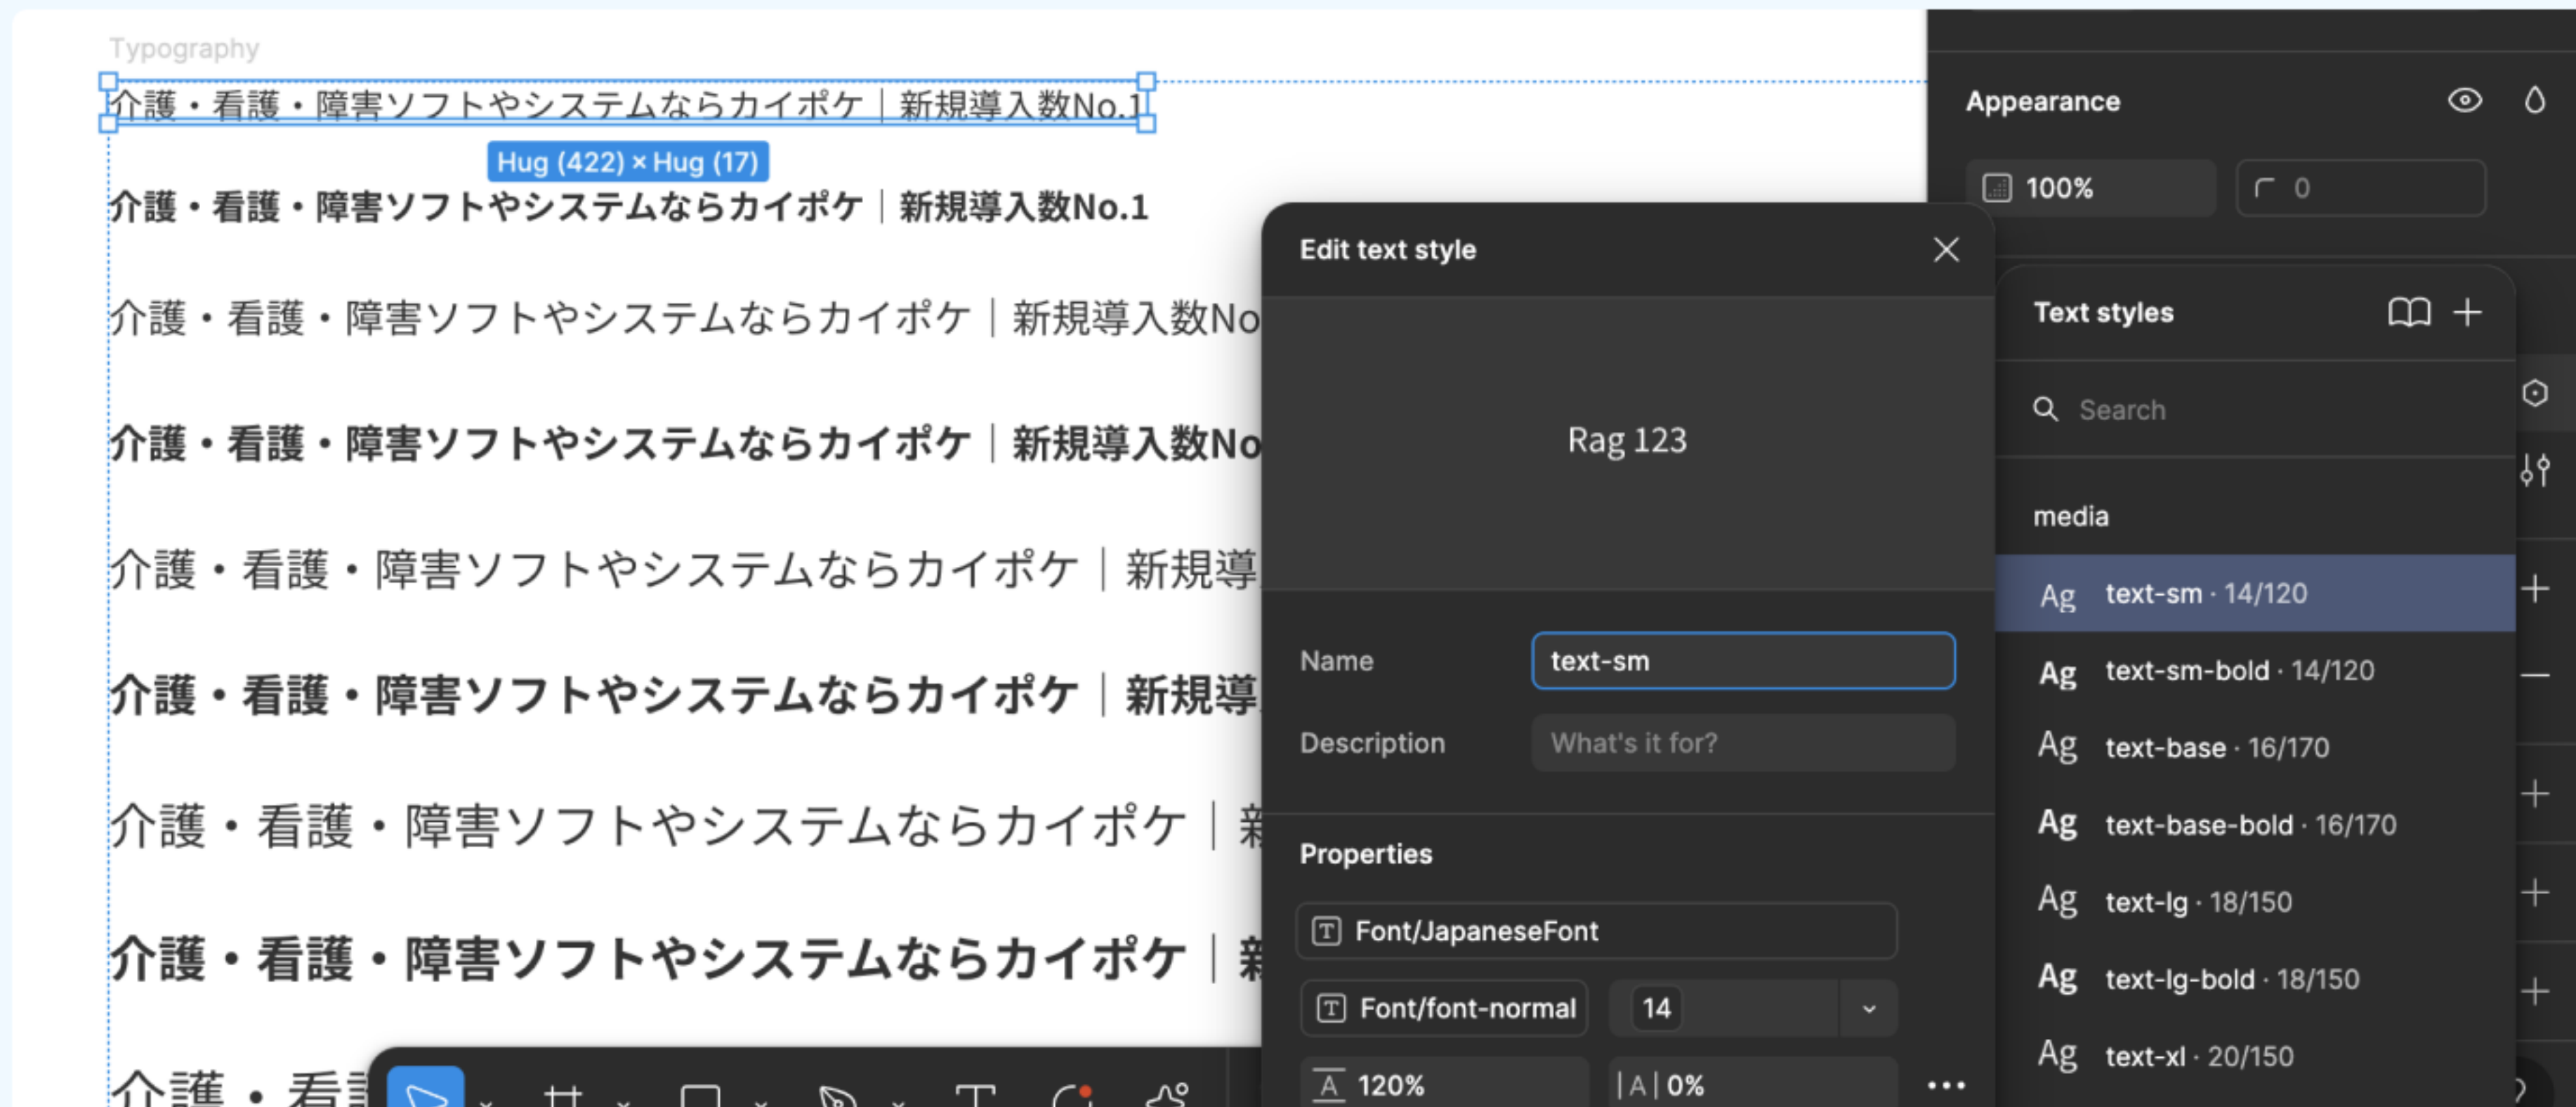 Typography
介護・看護・障害ソフトやシステムならカイポケ｜新規導入数No.1
Hug (422) × Hug (17)
介護・看護・障害ソフトやシステムならカイポケ｜新規導入数No.1
介護・看護・障害ソフトやシステムならカイポケ｜新規導入数No
介護・看護・障害ソフトやシステムならカイポケ｜新規導入数No
介護・看護・障害ソフトやシステムならカイポケ｜新規導
介護・看護・障害ソフトやシステムならカイポケ｜新規導
介護・看護・障害ソフトやシステムならカイポケ｜新
介護・看護・障害ソフトやシステムならカイポケ｜新
介護・看護
Edit text style
Rag 123
Name
text-sm
Description
What's it for?
Properties
Font/JapaneseFont
Font/font-normal
14
120%
|A| 0%
Appearance
100%
0
Text styles
Search
media
Ag text-sm · 14/120
Ag text-sm-bold · 14/120
Ag text-base · 16/170
Ag text-base-bold · 16/170
Ag text-lg · 18/150
Ag text-lg-bold · 18/150
Ag text-xl · 20/150